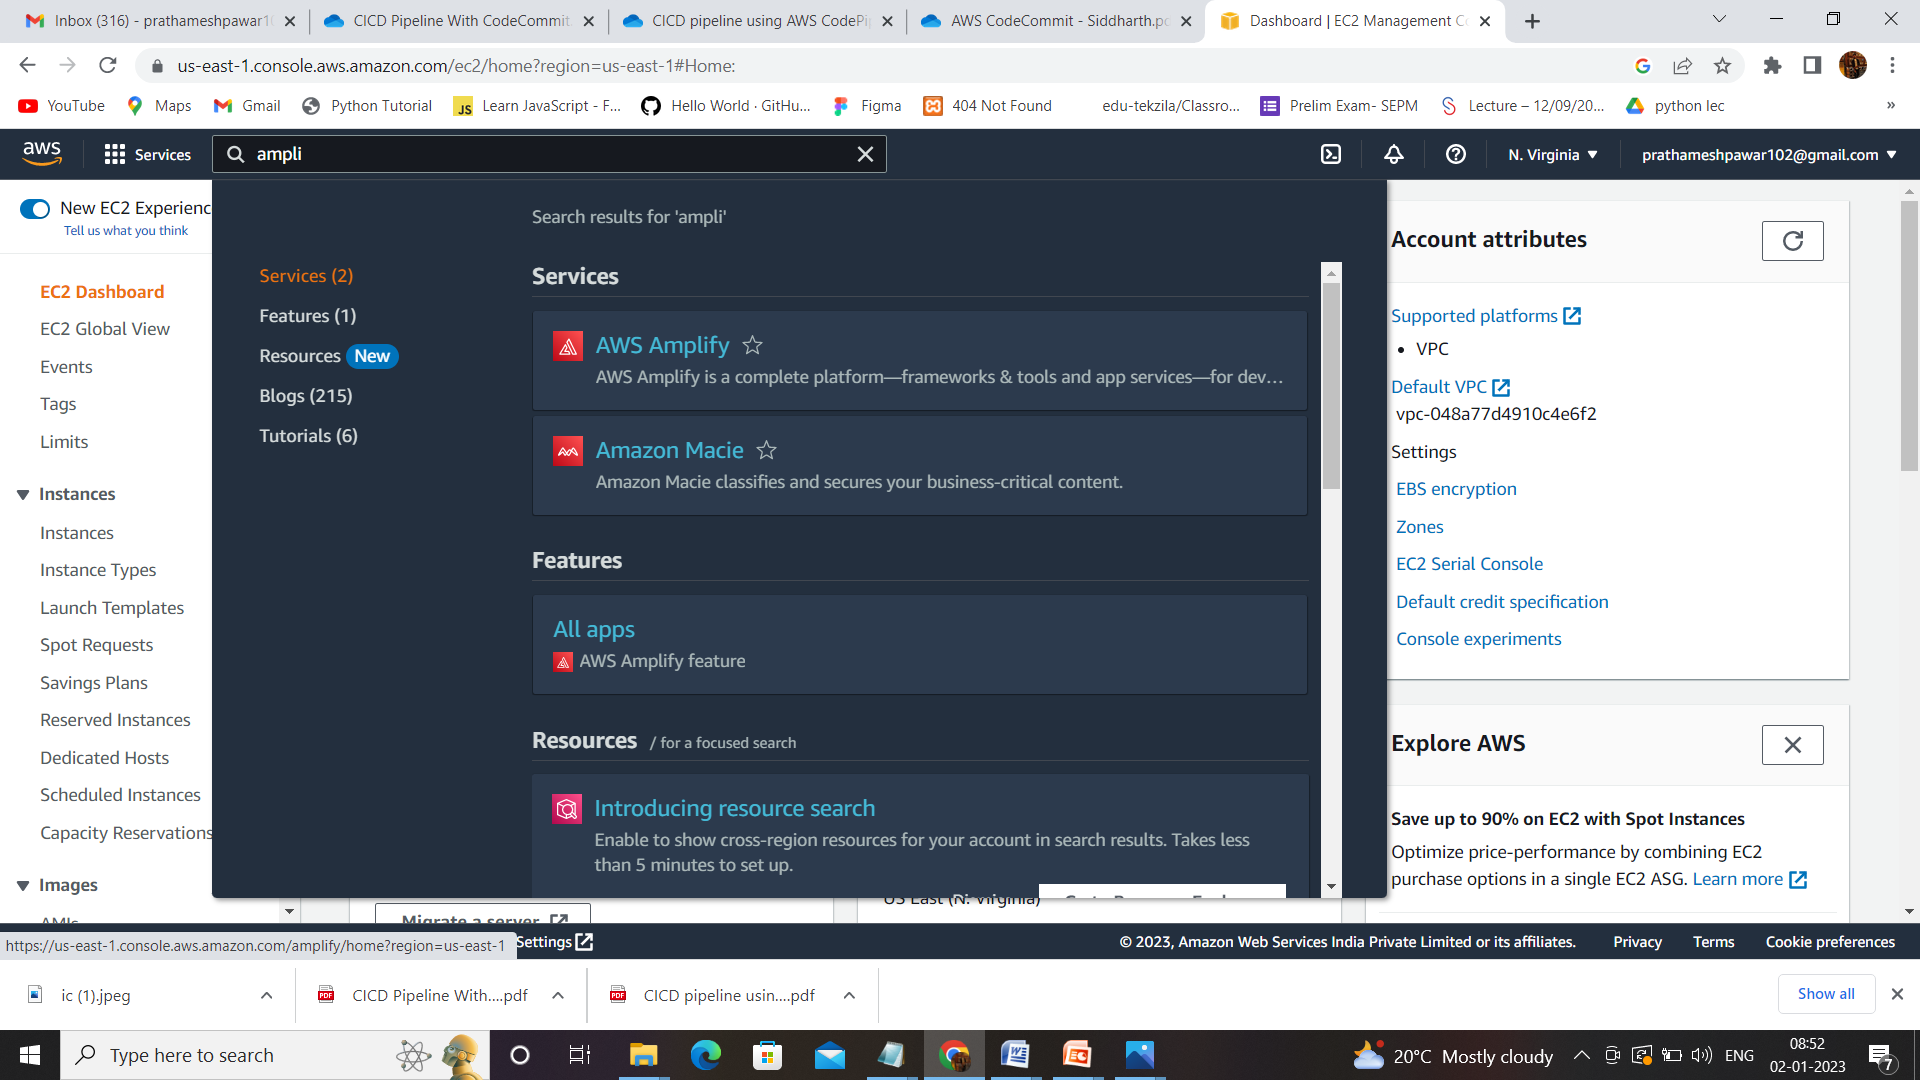 Inbox (316) - prathameshpawar10
CICD Pipeline With CodeCommit.
CICD pipeline using AWS CodePip
AWS CodeCommit - Siddharth.pd
Dashboard | EC2 Management Co
us-east-1.console.aws.amazon.com/ec2/home?region=us-east-1#Home:
YouTube
Maps
Gmail
Python Tutorial
Learn JavaScript - F...
Hello World · GitHu...
Figma
404 Not Found
edu-tekzila/Classro...
Prelim Exam- SEPM
Lecture – 12/09/20...
python lec
»
aws
Services
ampli
N. Virginia
prathameshpawar102@gmail.com
New EC2 Experienc
Tell us what you think
EC2 Dashboard
EC2 Global View
Events
Tags
Limits
Instances
Instances
Instance Types
Launch Templates
Spot Requests
Savings Plans
Reserved Instances
Dedicated Hosts
Scheduled Instances
Capacity Reservations
Images
AMIs
Search results for 'ampli'
Services (2)
Features (1)
Resources New
Blogs (215)
Tutorials (6)
Services
AWS Amplify
AWS Amplify is a complete platform—frameworks & tools and app services—for dev...
Amazon Macie
Amazon Macie classifies and secures your business-critical content.
Features
All apps
AWS Amplify feature
Resources / for a focused search
Introducing resource search
Enable to show cross-region resources for your account in search results. Takes less
than 5 minutes to set up.
US East (N. Virginia)
Migrate a server
Account attributes
Supported platforms
• VPC
Default VPC
vpc-048a77d4910c4e6f2
Settings
EBS encryption
Zones
EC2 Serial Console
Default credit specification
Console experiments
Explore AWS
Save up to 90% on EC2 with Spot Instances
Optimize price-performance by combining EC2
purchase options in a single EC2 ASG. Learn more
https://us-east-1.console.aws.amazon.com/amplify/home?region=us-east-1
Settings
© 2023, Amazon Web Services India Private Limited or its affiliates.
Privacy
Terms
Cookie preferences
ic (1).jpeg
CICD Pipeline With....pdf
CICD pipeline usin....pdf
Show all
Type here to search
20°C Mostly cloudy
ENG
08:52
02-01-2023
7